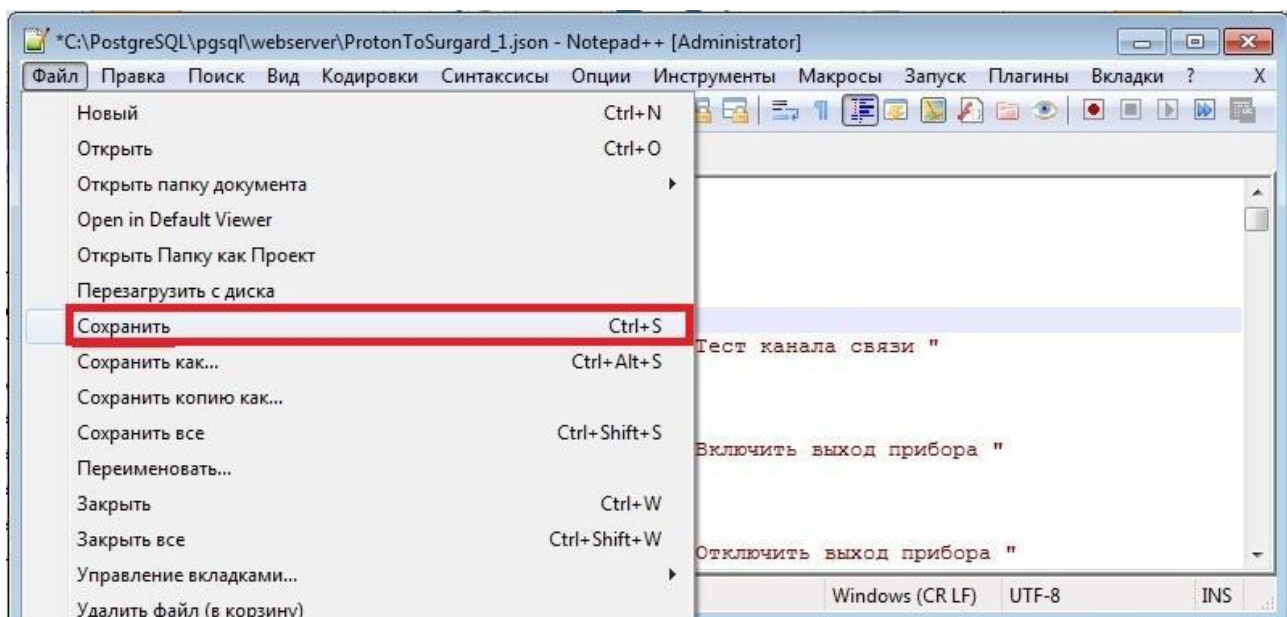 *C:\PostgreSQL\pgsql\webserver\ProtonToSurgard_1.json - Notepad++ [Administrator]
Файл Правка Поиск Вид Кодировки Синтаксисы Опции Инструменты Макросы Запуск Плагины Вкладки ? X
Новый Ctrl+N
Открыть Ctrl+O
Открыть папку документа
Open in Default Viewer
Открыть Папку как Проект
Перезагрузить с диска
Сохранить Ctrl+S
Тест канала связи "
Сохранить как... Ctrl+Alt+S
Сохранить копию как...
Сохранить все Ctrl+Shift+S
Включить выход прибора "
Переименовать...
Закрыть Ctrl+W
Закрыть все Ctrl+Shift+W
Отключить выход прибора "
Управление вкладками...
Windows (CR LF) UTF-8 INS
Удалить файл (в корзину)